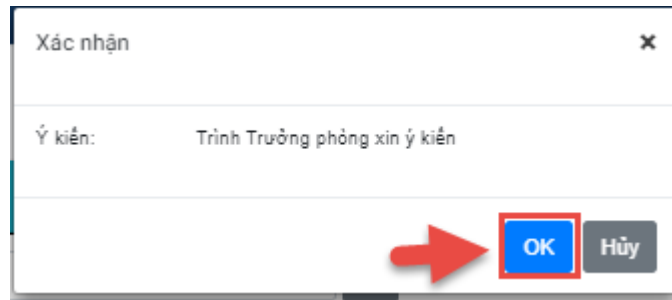 Xác nhận ×
Ý kiến: Trình Trưởng phòng xin ý kiến
OK Hủy